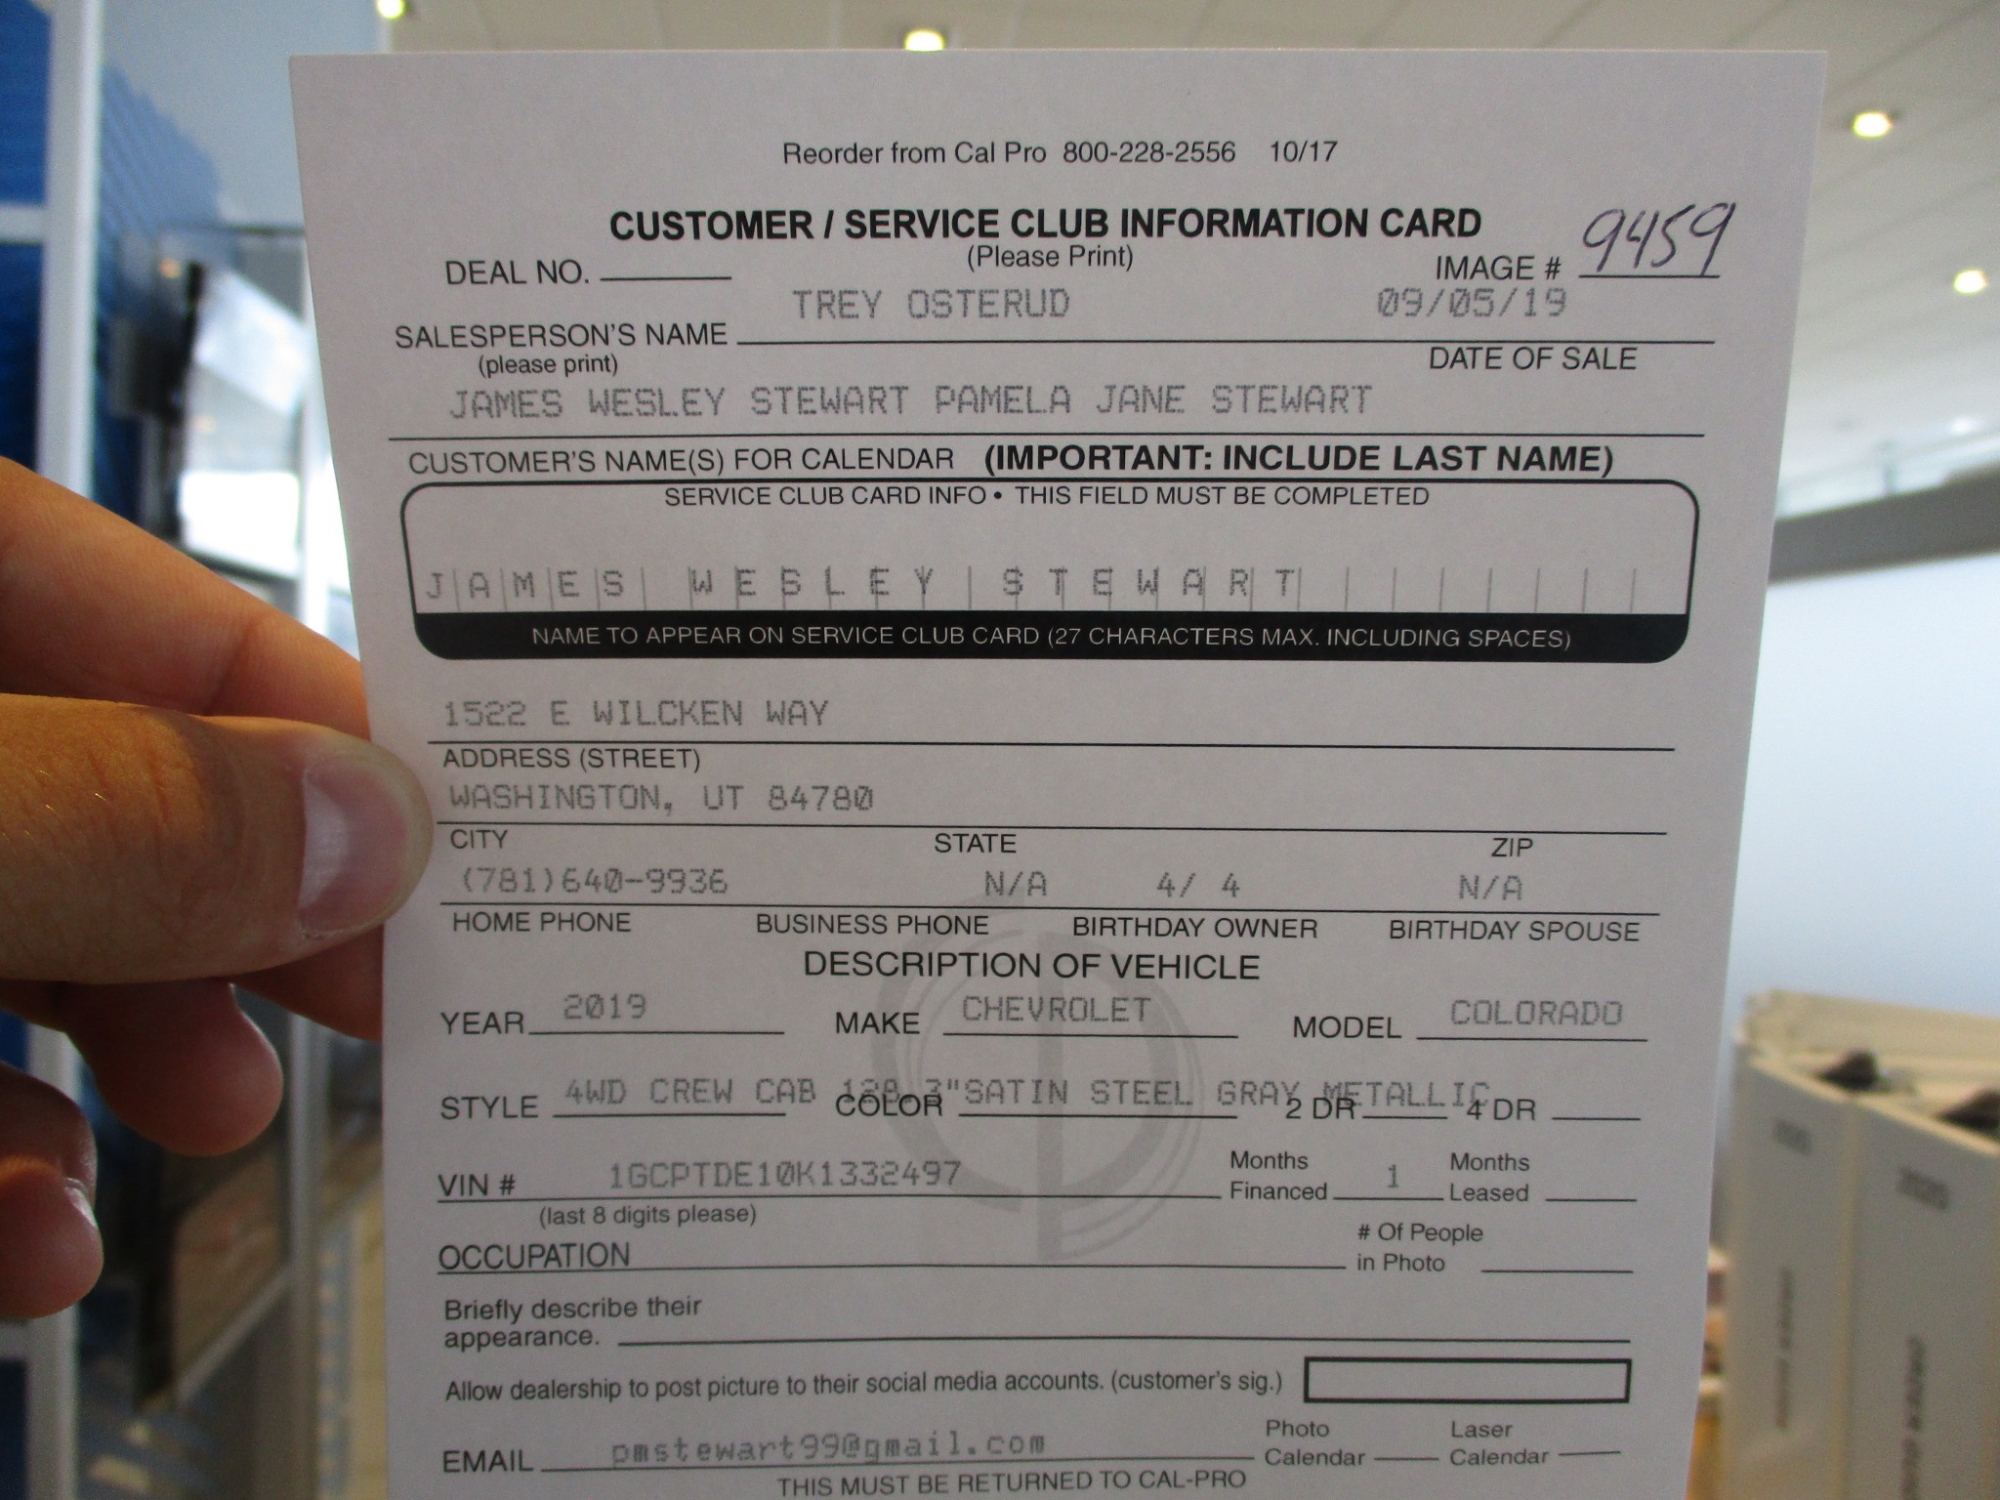 Reorder from Cal Pro 800-228-2556 10/17
CUSTOMER / SERVICE CLUB INFORMATION CARD
(Please Print)
DEAL NO. IMAGE # 9459
TREY OSTERUD 09/05/19
SALESPERSON'S NAME
(please print) DATE OF SALE
JAMES WESLEY STEWART PAMELA JANE STEWART
CUSTOMER'S NAME(S) FOR CALENDAR (IMPORTANT: INCLUDE LAST NAME)
SERVICE CLUB CARD INFO • THIS FIELD MUST BE COMPLETED
JAMES WESLEY STEWART
NAME TO APPEAR ON SERVICE CLUB CARD (27 CHARACTERS MAX. INCLUDING SPACES)
1522 E WILCKEN WAY
ADDRESS (STREET)
WASHINGTON, UT 84780
CITY STATE ZIP
(781)640-9936 N/A 4/ 4 N/A
HOME PHONE BUSINESS PHONE BIRTHDAY OWNER BIRTHDAY SPOUSE
DESCRIPTION OF VEHICLE
YEAR 2019 MAKE CHEVROLET MODEL COLORADO
4WD CREW CAB 128.3"SATIN STEEL GRAY METALLIC
STYLE COLOR 2 DR 4 DR
VIN # 1GCPTDE10K1332497 Months Financed 1 Months Leased
(last 8 digits please)
OCCUPATION # Of People in Photo
Briefly describe their
appearance.
Allow dealership to post picture to their social media accounts. (customer's sig.)
EMAIL pmstewart99@gmail.com Photo Calendar Laser Calendar
THIS MUST BE RETURNED TO CAL-PRO